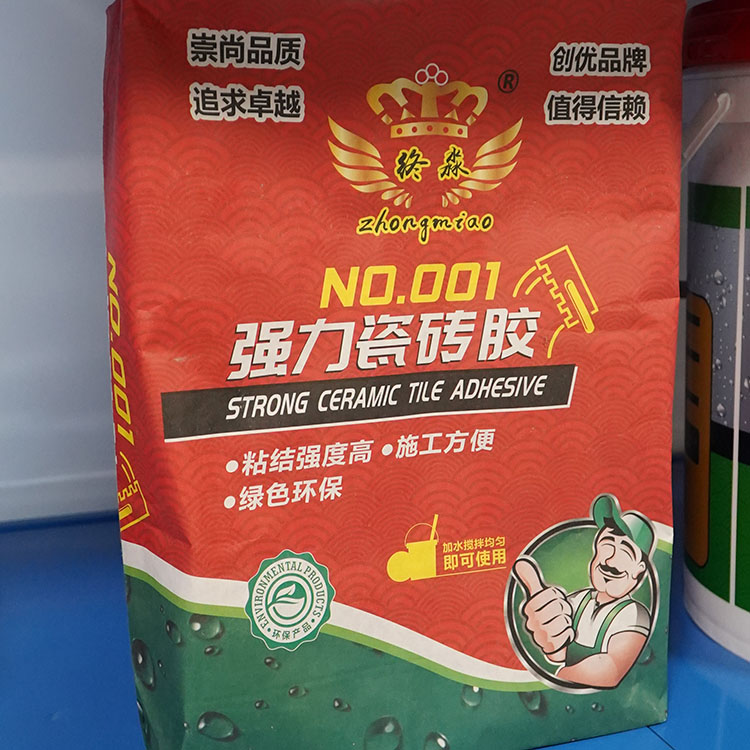 崇尚品质
追求卓越
创优品牌
值得信赖
®
终淼
zhongmiao
NO.001
强力瓷砖胶
STRONG CERAMIC TILE ADHESIVE
•粘结强度高 •施工方便
•绿色环保
加水搅拌均匀
即可使用
ENVIRONMENTAL PRODUCTS
·环保产品·
NO.001